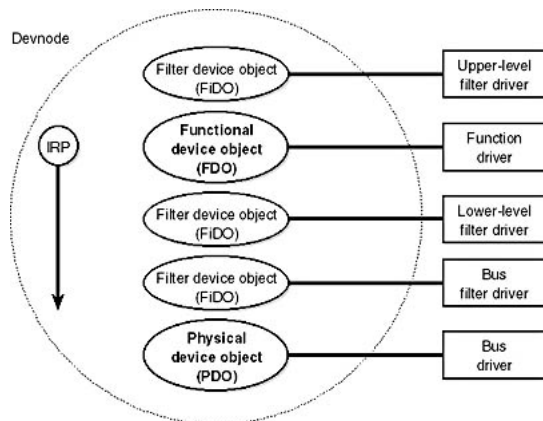 Devnode
Filter device object
(FiDO)
Upper-level
filter driver
IRP
Functional
device object
(FDO)
Function
driver
Filter device object
(FiDO)
Lower-level
filter driver
Filter device object
(FiDO)
Bus
filter driver
Physical
device object
(PDO)
Bus
driver